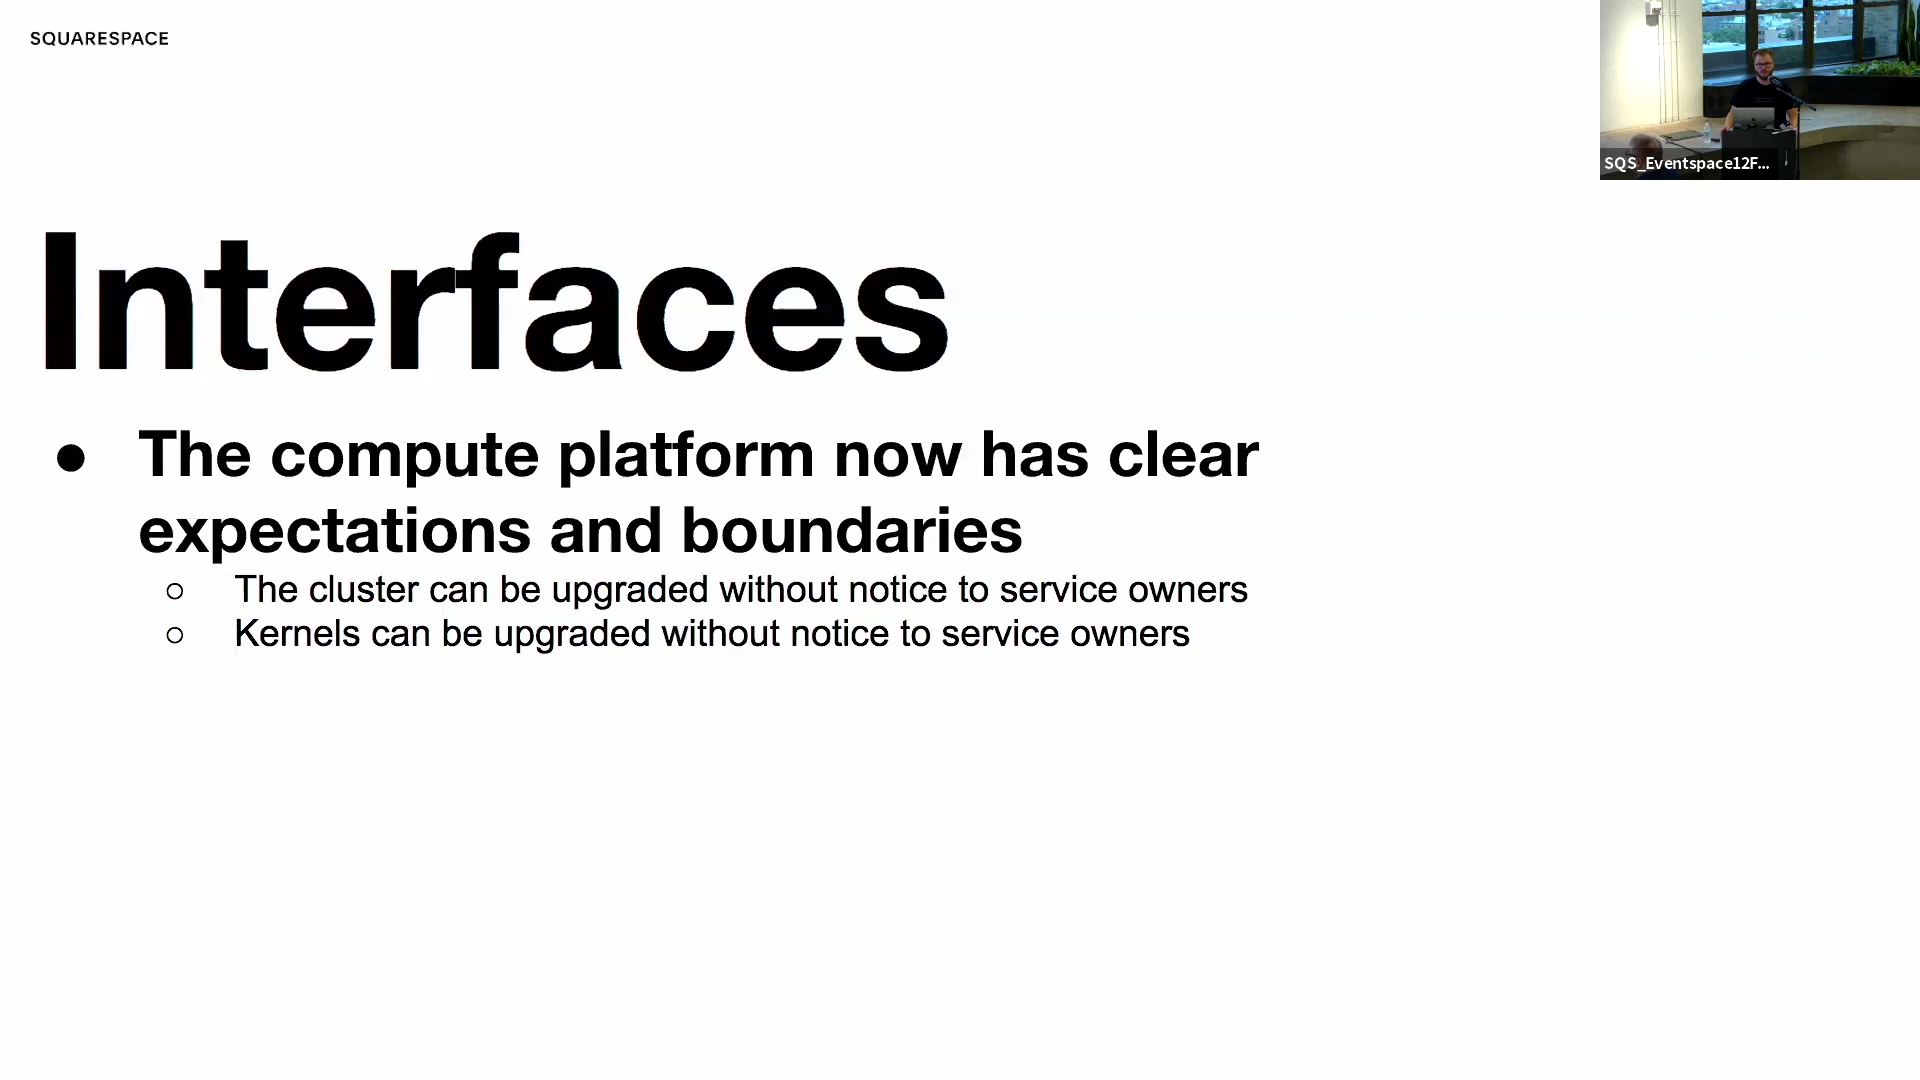 SQUARESPACE
SQS_Eventspace12F...
Interfaces
● The compute platform now has clear
expectations and boundaries
○ The cluster can be upgraded without notice to service owners
○ Kernels can be upgraded without notice to service owners